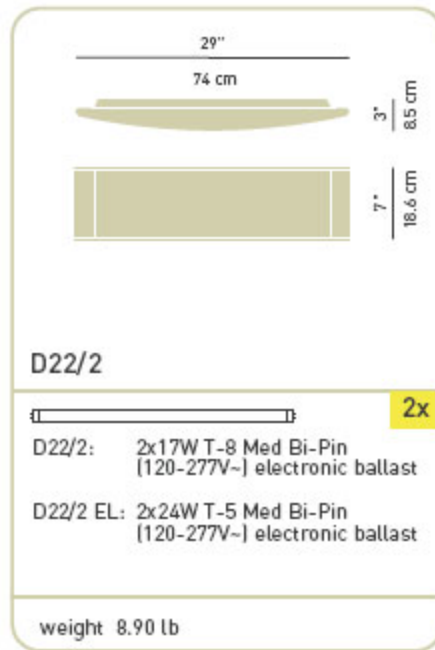 29"
74 cm
3"
8.5 cm
7"
18.6 cm
D22/2
2x
D22/2: 2x17W T-8 Med Bi-Pin
(120-277V~) electronic ballast
D22/2 EL: 2x24W T-5 Med Bi-Pin
(120-277V~) electronic ballast
weight 8.90 lb